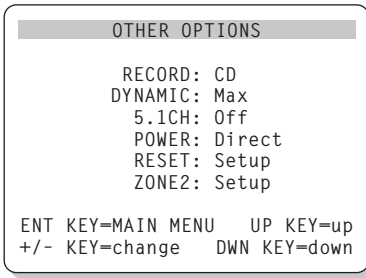 OTHER OPTIONS
RECORD: CD
DYNAMIC: Max
5.1CH: Off
POWER: Direct
RESET: Setup
ZONE2: Setup
ENT KEY=MAIN MENU UP KEY=up
+/- KEY=change DWN KEY=down